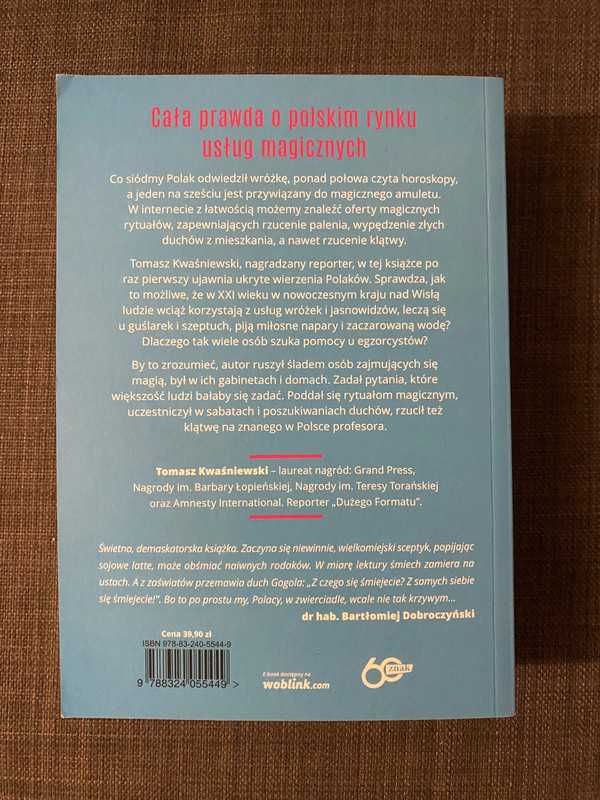 Cała prawda o polskim rynku
usług magicznych
Co siódmy Polak odwiedził wróżkę, ponad połowa czyta horoskopy,
a jeden na sześciu jest przywiązany do magicznego amuletu.
W internecie z łatwością możemy znaleźć oferty magicznych
rytuałów, zapewniających rzucenie palenia, wypędzenie złych
duchów z mieszkania, a nawet rzucenie klątwy.
Tomasz Kwaśniewski, nagradzany reporter, w tej książce po
raz pierwszy ujawnia ukryte wierzenia Polaków. Sprawdza, jak
to możliwe, że w XXI wieku w nowoczesnym kraju nad Wisłą
ludzie wciąż korzystają z usług wróżek i jasnowidzów, leczą się
u guślarek i szeptuch, piją miłosne napary i zaczarowaną wodę?
Dlaczego tak wiele osób szuka pomocy u egzorcystów?
By to zrozumieć, autor ruszył śladem osób zajmujących się
magią, był w ich gabinetach i domach. Zadał pytania, które
większość ludzi bałaby się zadać. Poddał się rytuałom magicznym,
uczestniczył w sabatach i poszukiwaniach duchów, rzucił też
klątwę na znanego w Polsce profesora.
Tomasz Kwaśniewski – laureat nagród: Grand Press,
Nagrody im. Barbary Łopieńskiej, Nagrody im. Teresy Torańskiej
oraz Amnesty International. Reporter „Dużego Formatu”.
Świetna, demaskatorska książka. Zaczyna się niewinnie, wielkomiejski sceptyk, popijając
sojowe latte, może obśmiać naiwnych rodaków. W miarę lektury śmiech zamiera na
ustach. A z zaświatów przemawia duch Gogola: „Z czego się śmiejecie? Z samych siebie
się śmiejecie!”. Bo to po prostu my, Polacy, w zwierciadle, wcale nie tak krzywym...
dr hab. Bartłomiej Dobroczyński
Cena 39,90 zł
ISBN 978-83-240-5544-9
9 788324 055449 >
E-book dostępny na
woblink.com
60 znak